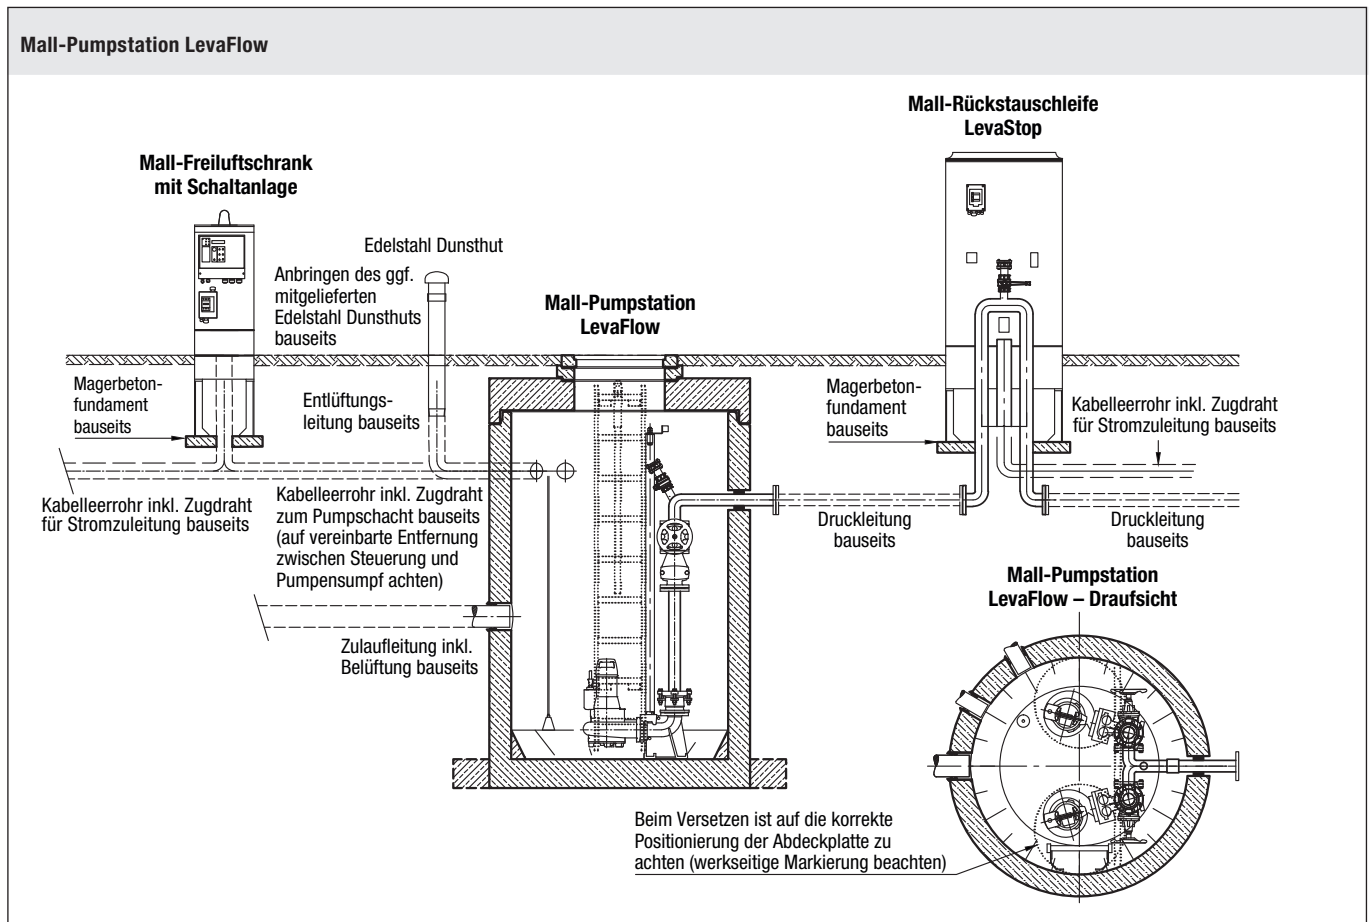 Mall-Pumpstation LevaFlow
Mall-Rückstauschleife
LevaStop
Mall-Freiluftschrank
mit Schaltanlage
Edelstahl Dunsthut
Anbringen des ggf.
mitgelieferten
Edelstahl Dunsthuts
bauseits
Mall-Pumpstation
LevaFlow
Magerbeton-
fundament
bauseits
Entlüftungs-
leitung bauseits
Magerbeton-
fundament
bauseits
Kabelleerrohr inkl. Zugdraht
für Stromzuleitung bauseits
Kabelleerrohr inkl. Zugdraht
für Stromzuleitung bauseits
Kabelleerrohr inkl. Zugdraht
zum Pumpschacht bauseits
(auf vereinbarte Entfernung
zwischen Steuerung und
Pumpensumpf achten)
Druckleitung
bauseits
Druckleitung
bauseits
Mall-Pumpstation
LevaFlow – Draufsicht
Zulaufleitung inkl.
Belüftung bauseits
Beim Versetzen ist auf die korrekte
Positionierung der Abdeckplatte zu
achten (werkseitige Markierung beachten)